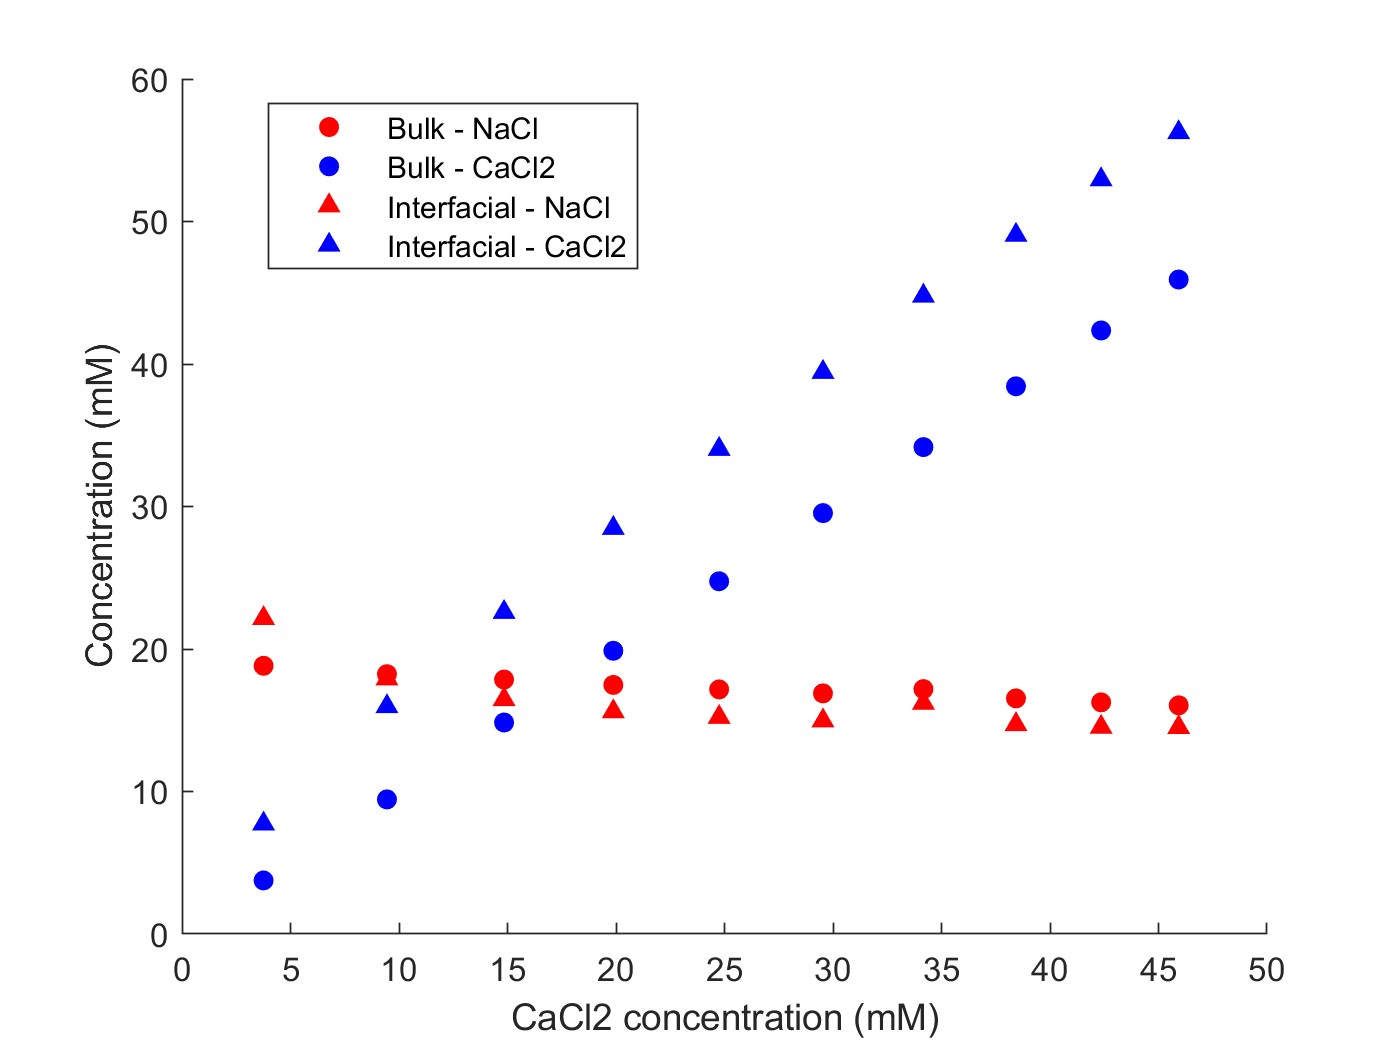 60
50
40
30
20
10
0
Concentration (mM)
Bulk - NaCl
Bulk - CaCl2
Interfacial - NaCl
Interfacial - CaCl2
0 5 10 15 20 25 30 35 40 45 50
CaCl2 concentration (mM)